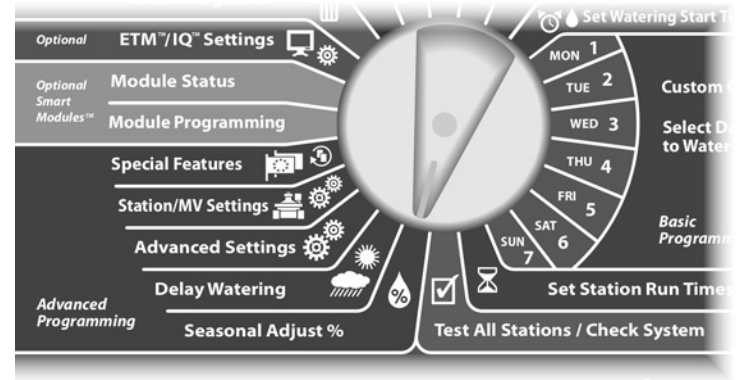 Optional
ETM™/IQ™ Settings
Optional
Smart
Modules™
Module Status
Module Programming
Special Features
Station/MV Settings
Advanced Settings
Delay Watering
Advanced
Programming
Seasonal Adjust %
%
Set Watering Start
MON 1
TUE 2
WED 3
THU 4
FRI 5
SAT 6
SUN 7
Custom
Select
to Water
Basic
Set Station Run Times
Test All Stations / Check System